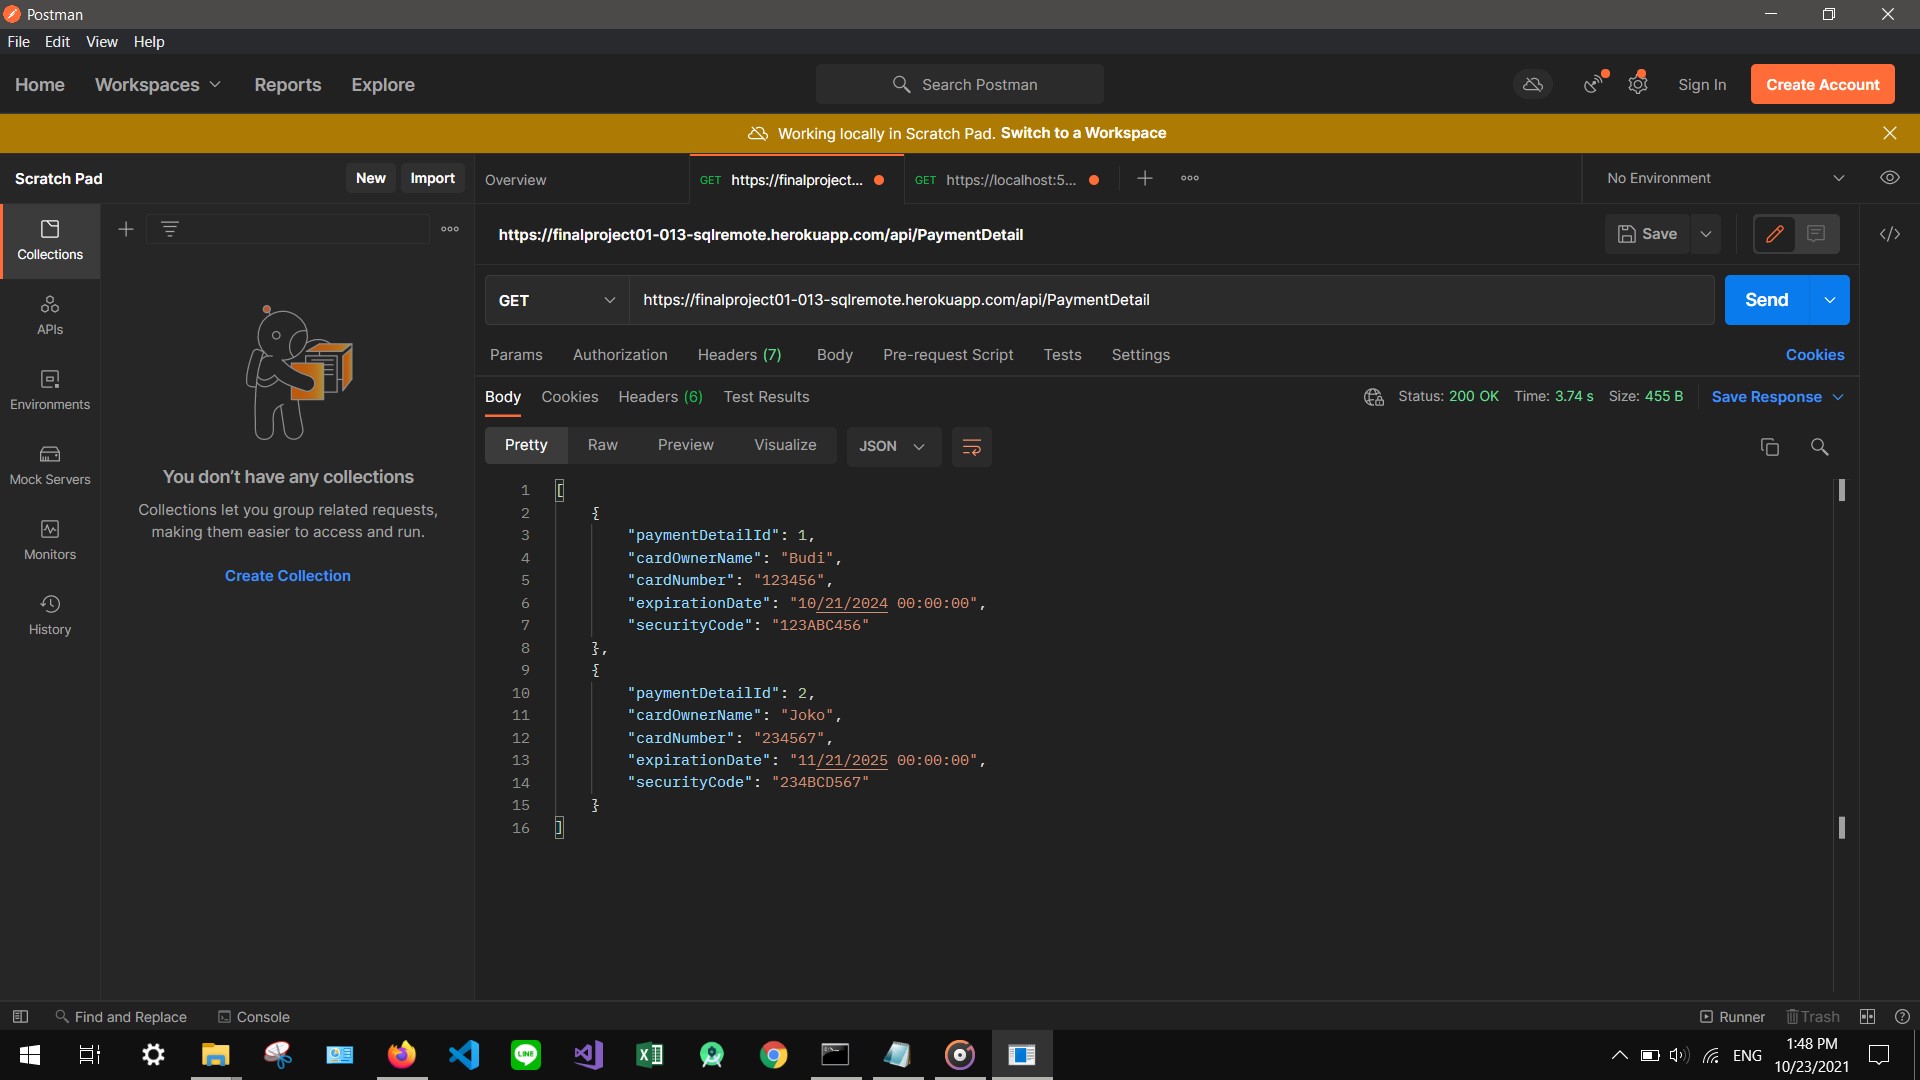 Postman
File Edit View Help
Home Workspaces Reports Explore Search Postman Sign In Create Account
Working locally in Scratch Pad. Switch to a Workspace
Scratch Pad New Import Overview GET https://finalproject... GET https://localhost:5... No Environment
Collections
APIs
Environments
Mock Servers
Monitors
History
You don't have any collections
Collections let you group related requests,
making them easier to access and run.
Create Collection
https://finalproject01-013-sqlremote.herokuapp.com/api/PaymentDetail Save
GET https://finalproject01-013-sqlremote.herokuapp.com/api/PaymentDetail Send
Params Authorization Headers (7) Body Pre-request Script Tests Settings Cookies
Body Cookies Headers (6) Test Results Status: 200 OK Time: 3.74 s Size: 455 B Save Response
Pretty Raw Preview Visualize JSON
1 [
2 {
3 "paymentDetailId": 1,
4 "cardOwnerName": "Budi",
5 "cardNumber": "123456",
6 "expirationDate": "10/21/2024 00:00:00",
7 "securityCode": "123ABC456"
8 },
9 {
10 "paymentDetailId": 2,
11 "cardOwnerName": "Joko",
12 "cardNumber": "234567",
13 "expirationDate": "11/21/2025 00:00:00",
14 "securityCode": "234BCD567"
15 }
16 ]
Find and Replace Console Runner Trash
LINE
ENG
1:48 PM
10/23/2021